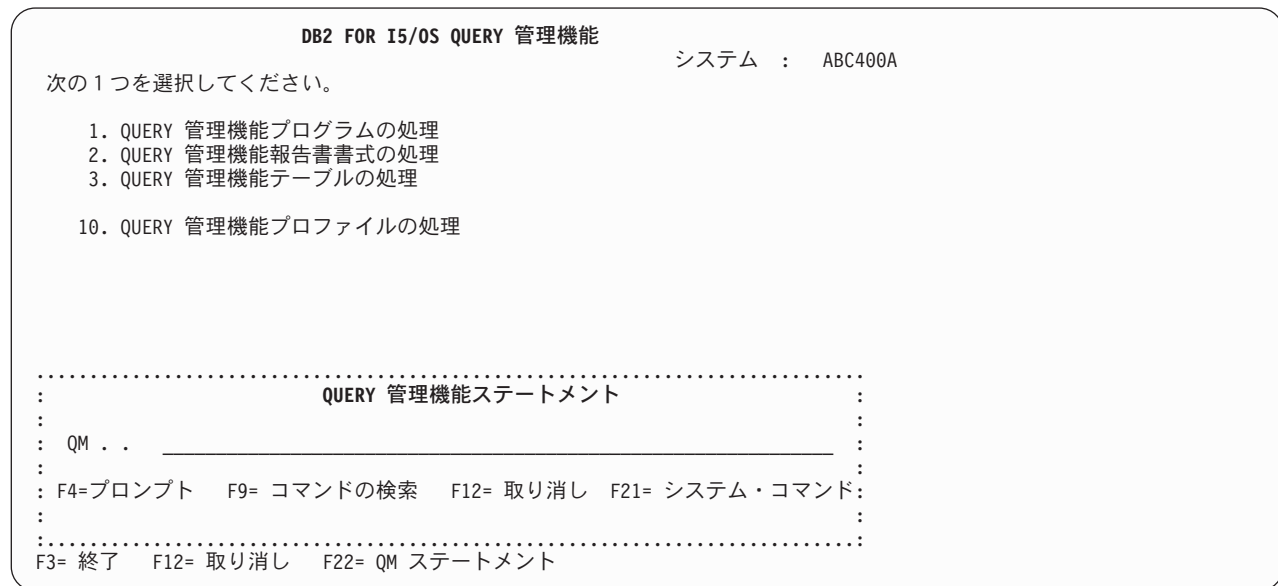 DB2 FOR I5/OS QUERY 管理機能
システム : ABC400A
次の１つを選択してください。
1. QUERY 管理機能プログラムの処理
2. QUERY 管理機能報告書書式の処理
3. QUERY 管理機能テーブルの処理
10. QUERY 管理機能プロファイルの処理
..............................................................................
: QUERY 管理機能ステートメント :
: :
: QM . . _______________________________________________________________ :
: :
: F4=プロンプト F9= コマンドの検索 F12= 取り消し F21= システム・コマンド:
: :
:............................................................................:
F3= 終了 F12= 取り消し F22= QM ステートメント